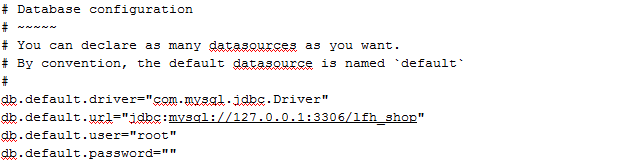 # Database configuration
# ~~~~~
# You can declare as many datasources as you want.
# By convention, the default datasource is named `default`
#
db.default.driver="com.mysql.jdbc.Driver"
db.default.url="jdbc:mysql://127.0.0.1:3306/lfh_shop"
db.default.user="root"
db.default.password=""